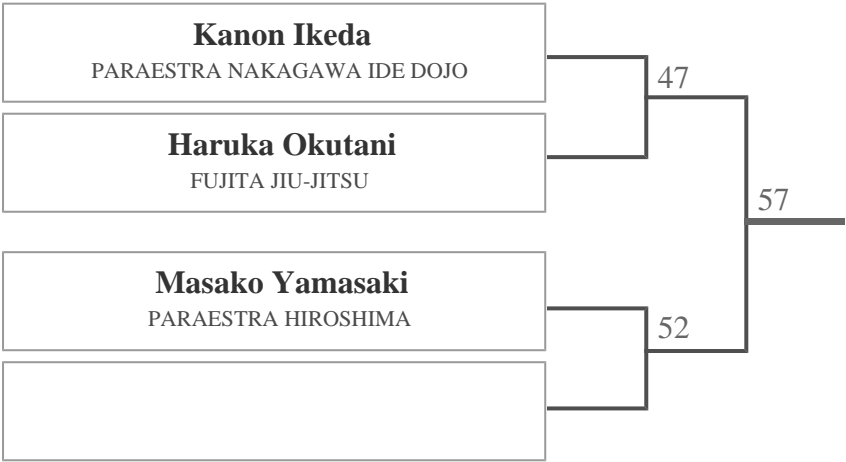 Kanon Ikeda
PARAESTRA NAKAGAWA IDE DOJO
47
Haruka Okutani
FUJITA JIU-JITSU
57
Masako Yamasaki
PARAESTRA HIROSHIMA
52